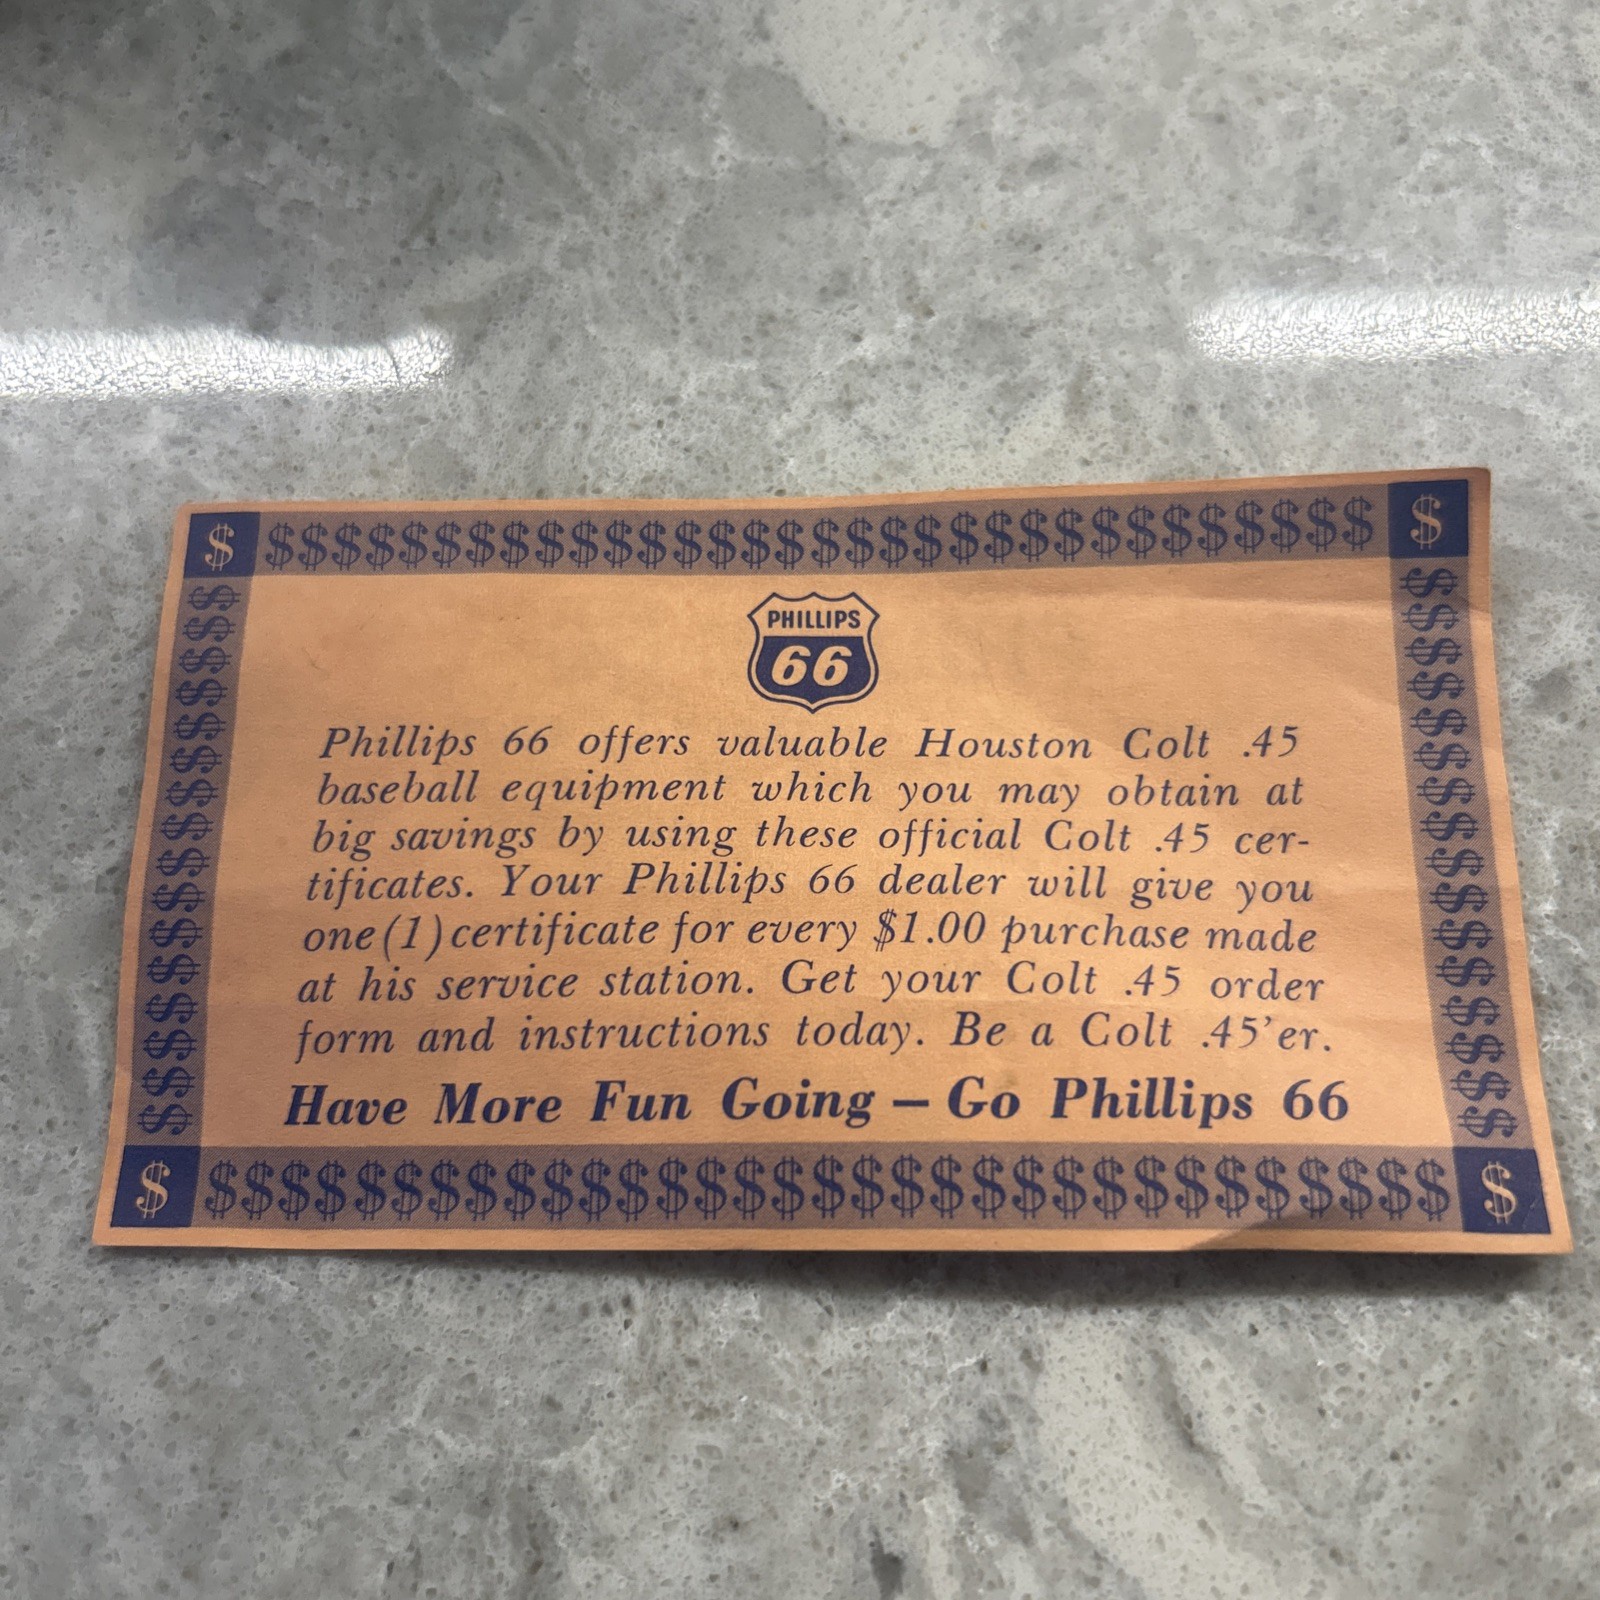 $ $$$$$$$$$$$$$$$$$$$$$$$$$$$$$$$$ $
PHILLIPS
66
Phillips 66 offers valuable Houston Colt .45
baseball equipment which you may obtain at
big savings by using these official Colt .45 cer-
tificates. Your Phillips 66 dealer will give you
one (1) certificate for every $1.00 purchase made
at his service station. Get your Colt .45 order
form and instructions today. Be a Colt .45'er.
Have More Fun Going — Go Phillips 66
$ $$$$$$$$$$$$$$$$$$$$$$$$$$$$$$$$ $